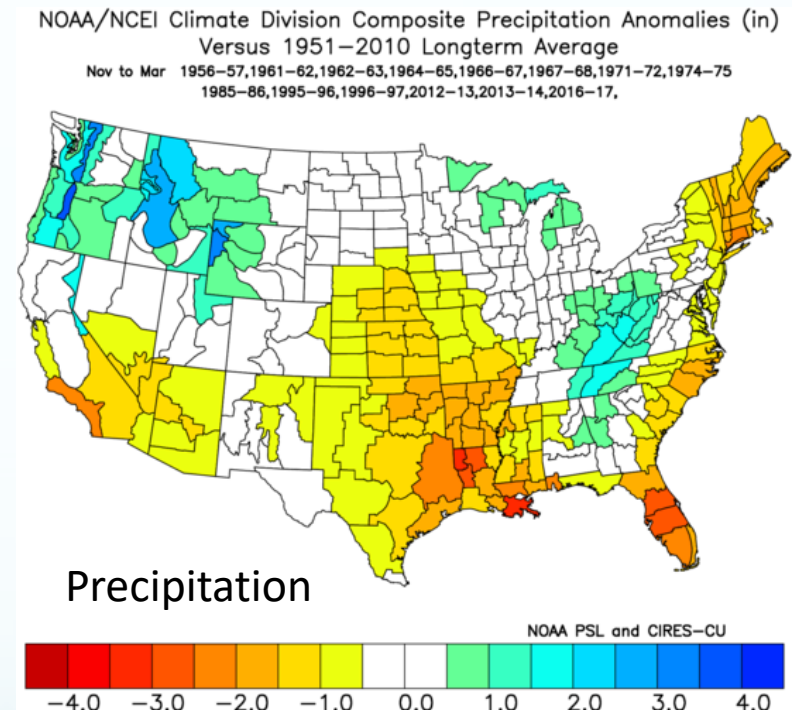 NOAA/NCEI Climate Division Composite Precipitation Anomalies (in)
Versus 1951–2010 Longterm Average
Nov to Mar 1956–57,1961–62,1962–63,1964–65,1966–67,1967–68,1971–72,1974–75
1985–86,1995–96,1996–97,2012–13,2013–14,2016–17,
Precipitation
NOAA PSL and CIRES–CU
−4.0 −3.0 −2.0 −1.0 0.0 1.0 2.0 3.0 4.0